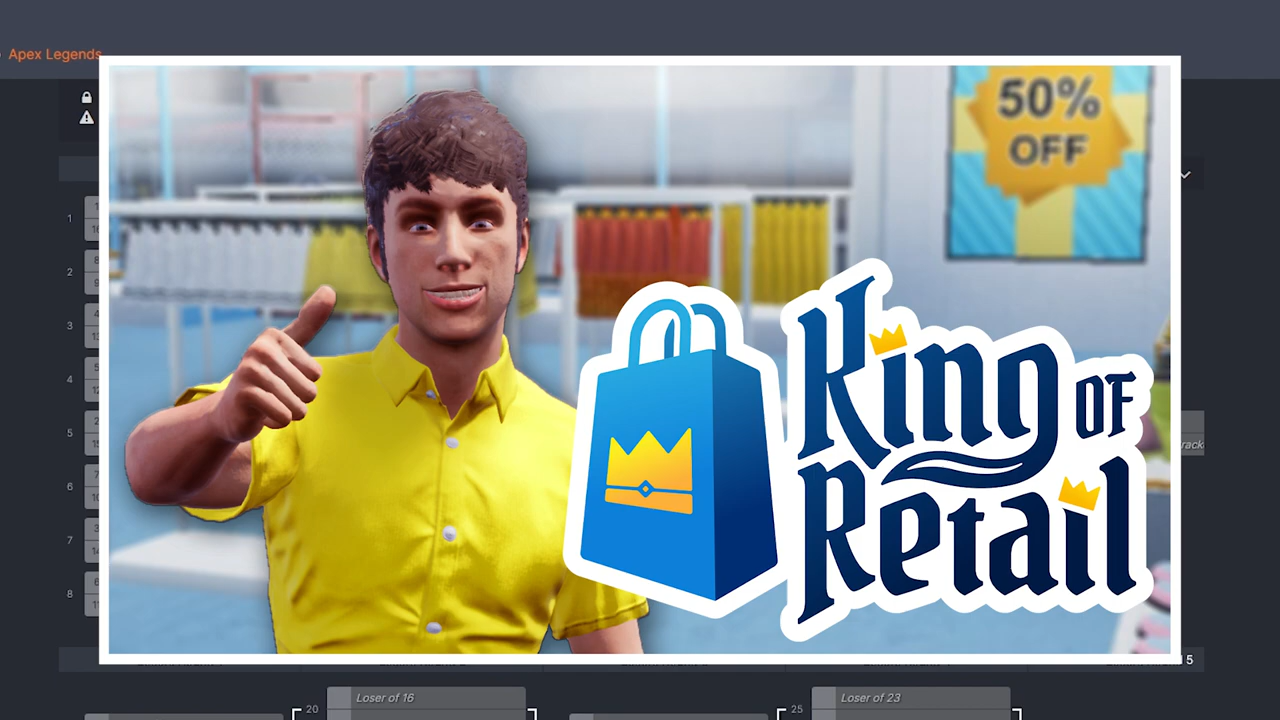 Apex Legends
50%
OFF
King OF
Retail
1
2
3
4
5
6
7
8
5
Loser of 16
Loser of 23
20
25